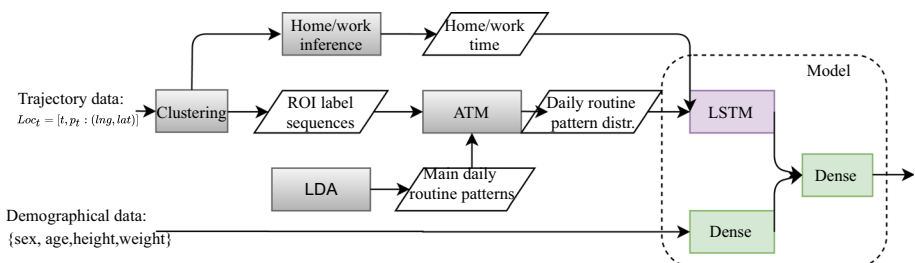 Home/work
inference
Home/work
time
Model
Trajectory data:
Loc_t = [t, p_t : (lng, lat)]
Clustering
ROI label
sequences
ATM
Daily routine
pattern distr.
LSTM
LDA
Main daily
routine patterns
Dense
Demographical data:
{sex, age,height,weight}
Dense